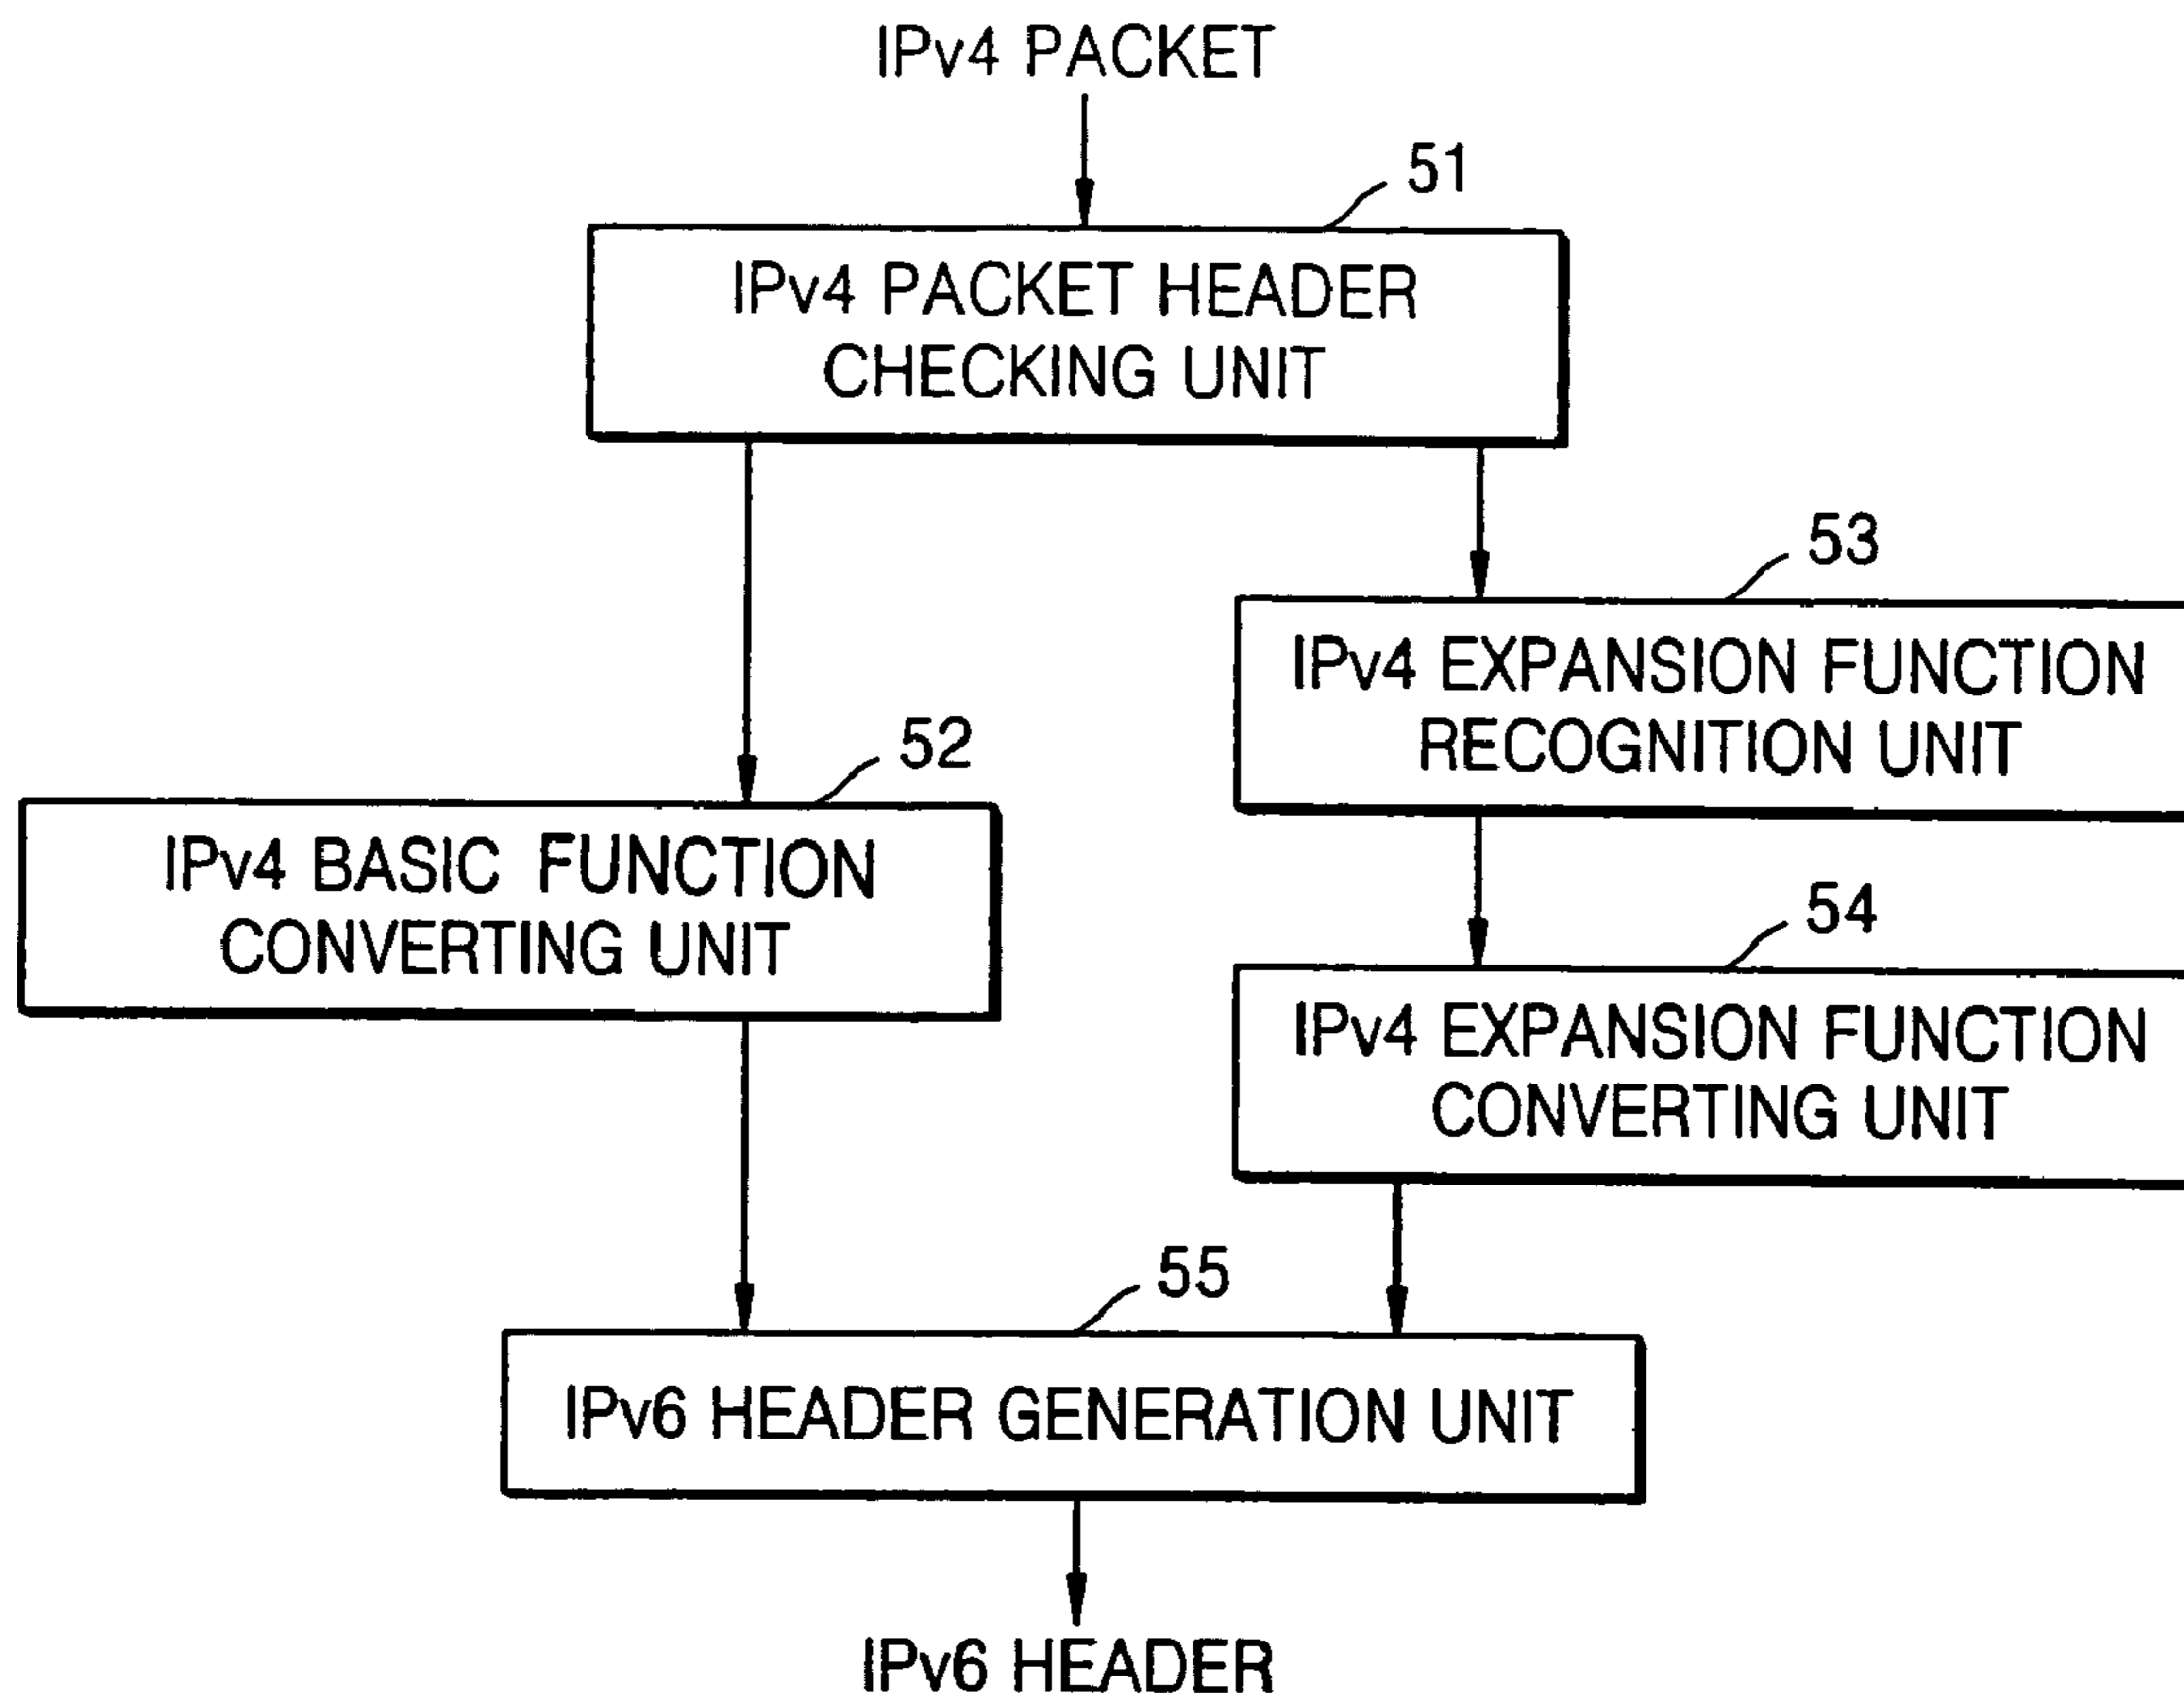 IPv4 PACKET
51
IPv4 PACKET HEADER
CHECKING UNIT
53
IPv4 EXPANSION FUNCTION
RECOGNITION UNIT
52
IPv4 BASIC FUNCTION
CONVERTING UNIT
54
IPv4 EXPANSION FUNCTION
CONVERTING UNIT
55
IPv6 HEADER GENERATION UNIT
IPv6 HEADER